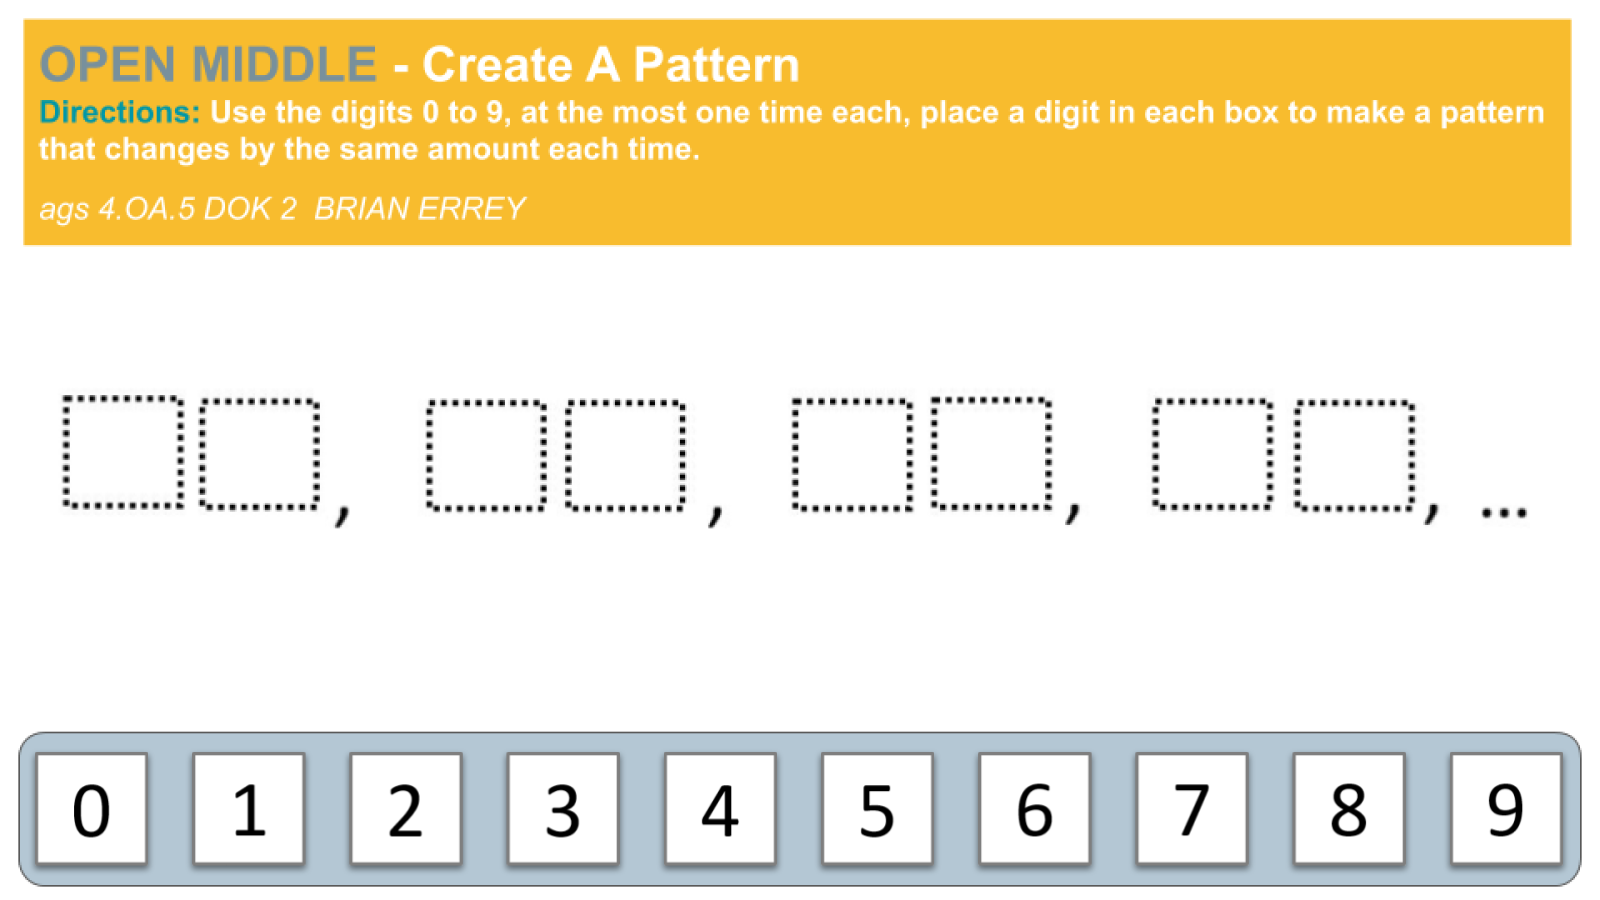 OPEN MIDDLE - Create A Pattern
Directions: Use the digits 0 to 9, at the most one time each, place a digit in each box to make a pattern
that changes by the same amount each time.
ags 4.OA.5 DOK 2 BRIAN ERREY
, , , , ...
0 1 2 3 4 5 6 7 8 9